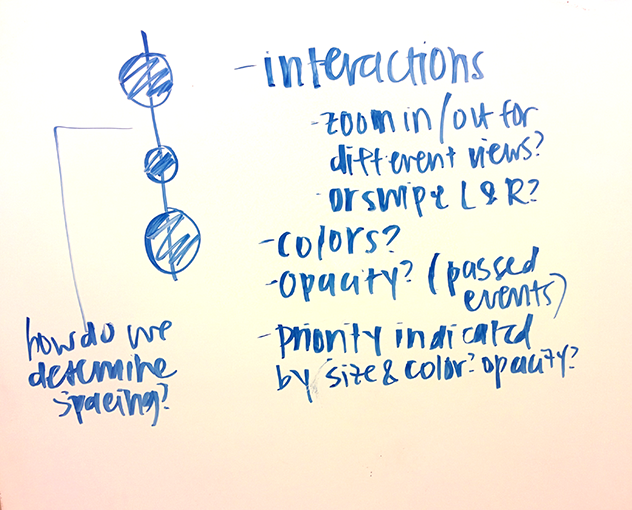 - interactions
- zoom in/out for
different views?
- or swipe L & R?
- colors?
- opacity? (passed
events)
- priority indicated
by size & color? opacity?
how do we
determine
spacing?